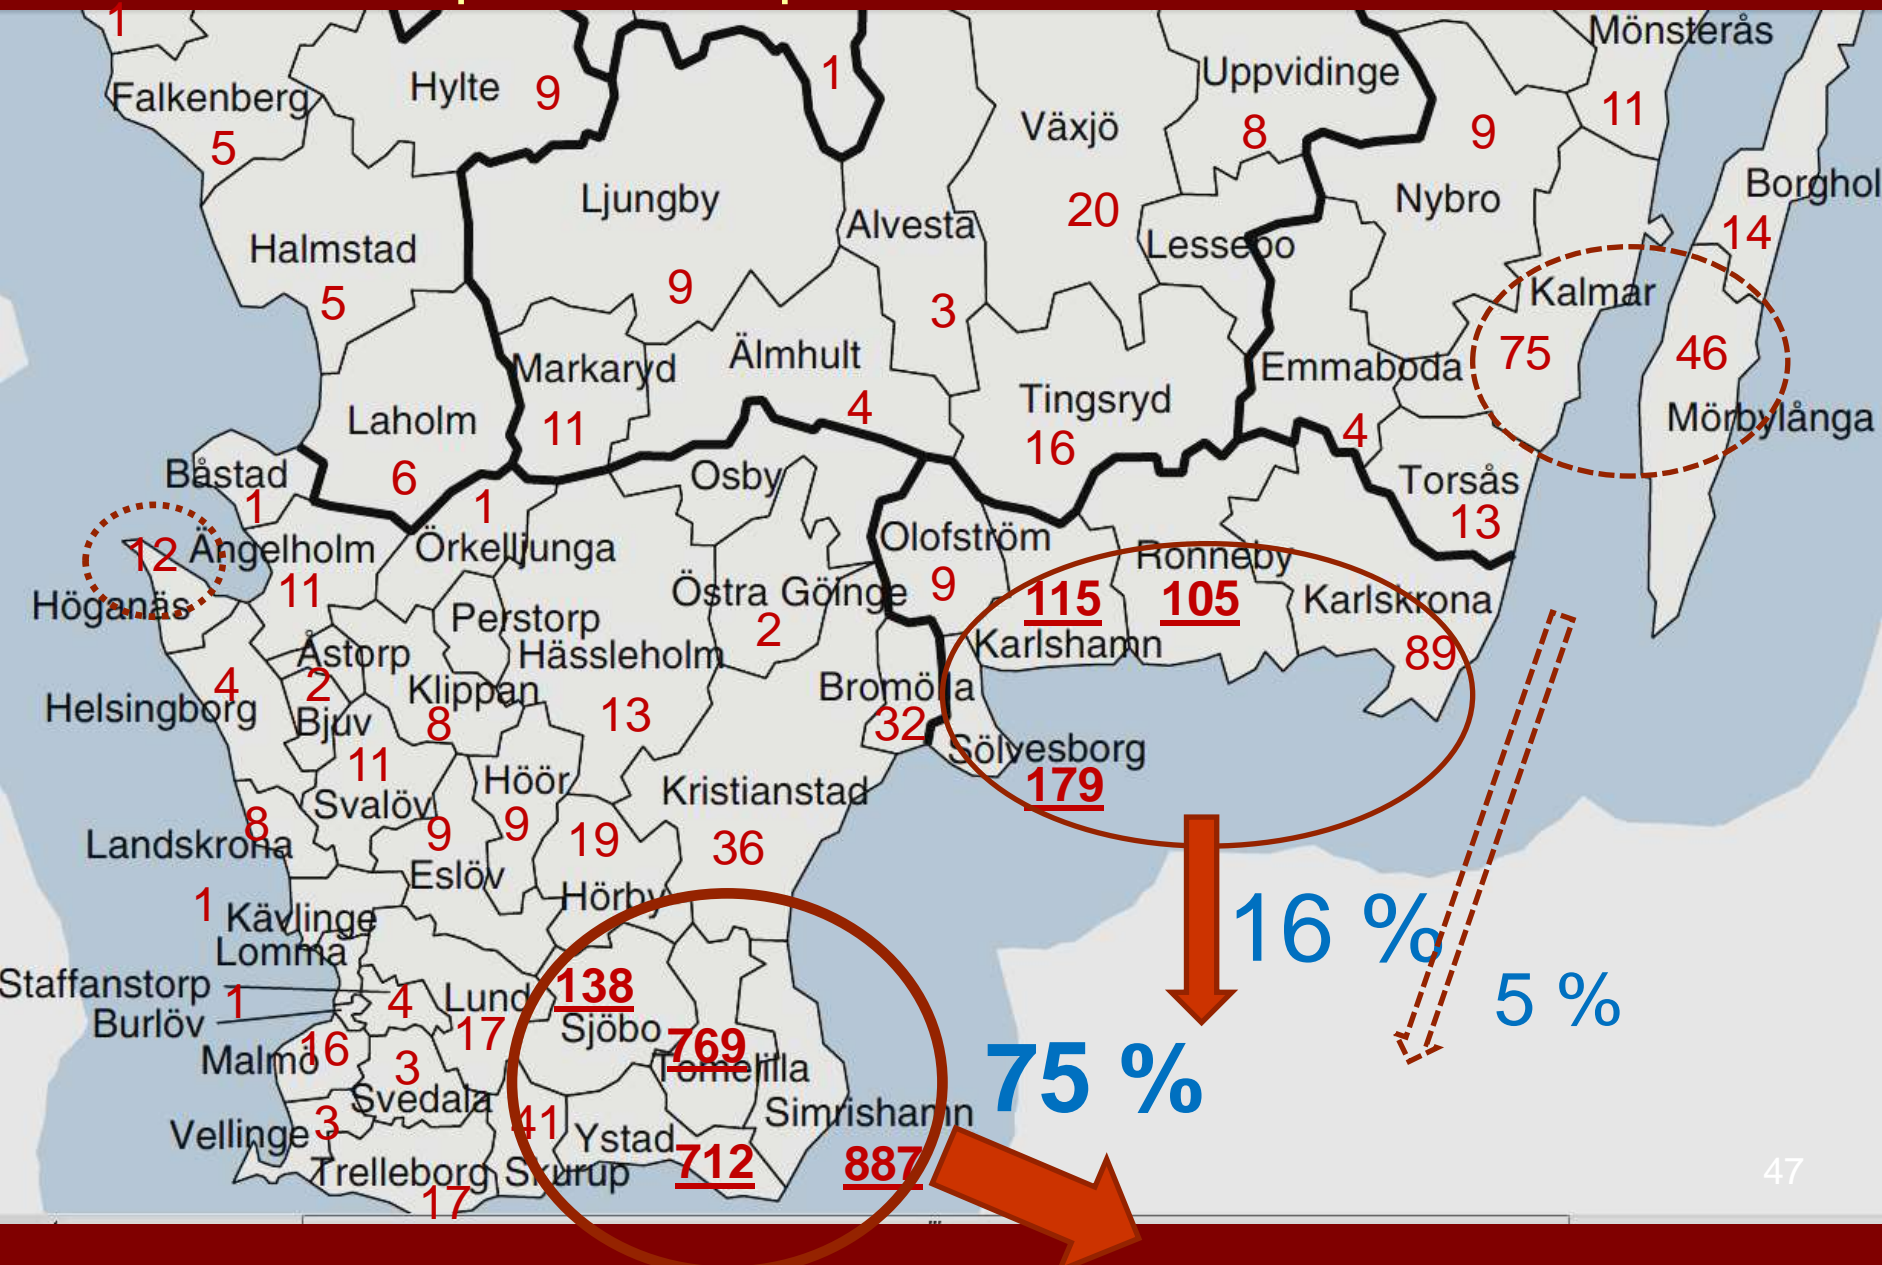 1
Mönsterås
Falkenberg
Hylte
9
1
Uppvidinge
11
5
Växjö
8
9
Ljungby
20
Nybro
Borghol
Halmstad
Alvesta
Lessebo
14
5
9
3
Kalmar
Markaryd
Älmhult
Emmaboda
75
46
Laholm
11
4
Tingsryd
16
4
Mörbylånga
Båstad
1
6
1
Osby
Torsås
13
12
Ängelholm
Örkelljunga
Olofström
Ronneby
Höganäs
11
Östra Göinge
9
115
105
Karlskrona
Perstorp
2
Åstorp
Hässleholm
Karlshamn
89
4
2
Klippan
Bromölla
Helsingborg
Bjuv
8
13
32
11
Höör
Sölvesborg
Svalöv
Kristianstad
179
8
9
9
19
36
Landskrona
Eslöv
Hörby
1
Kävlinge
16 %
Lomma
Staffanstorp
1
4
Lund
138
5 %
Burlöv
17
Sjöbo
769
Malmö
16
3
Tomelilla
75 %
Svedala
Simrishamn
Vellinge
3
41
Ystad
712
887
47
Trelleborg
Skurup
17